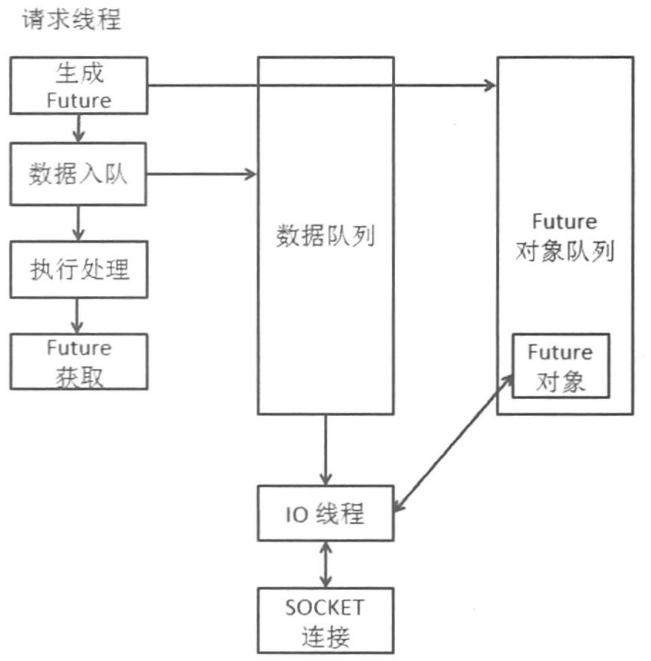 请求线程
生成
Future
数据入队
执行处理
Future
获取
数据队列
Future
对象队列
Future
对象
IO 线程
SOCKET
连接